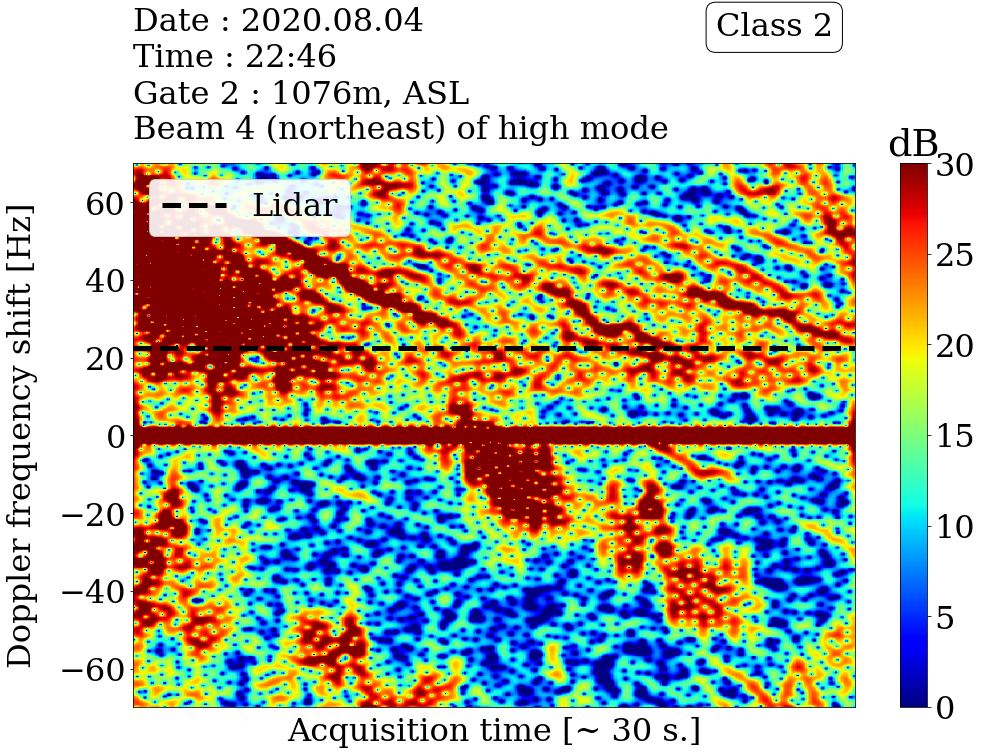 Date : 2020.08.04
Time : 22:46
Gate 2 : 1076m, ASL
Beam 4 (northeast) of high mode
Class 2
dB
Lidar
60
40
20
0
−20
−40
−60
Doppler frequency shift [Hz]
Acquisition time [~ 30 s.]
30
25
20
15
10
5
0